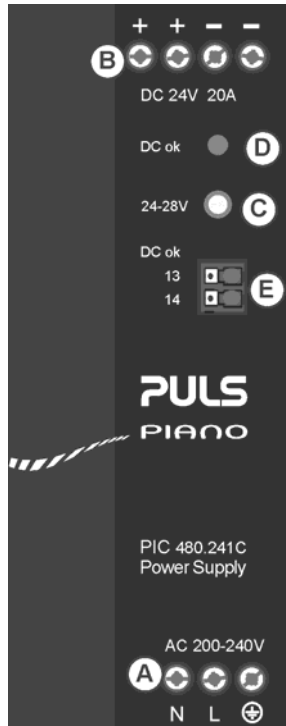 + + − −
B
DC 24V 20A
DC ok
D
24-28V
C
DC ok
13
14
E
PULS
PIANO
PIC 480.241C
Power Supply
AC 200-240V
A
N L